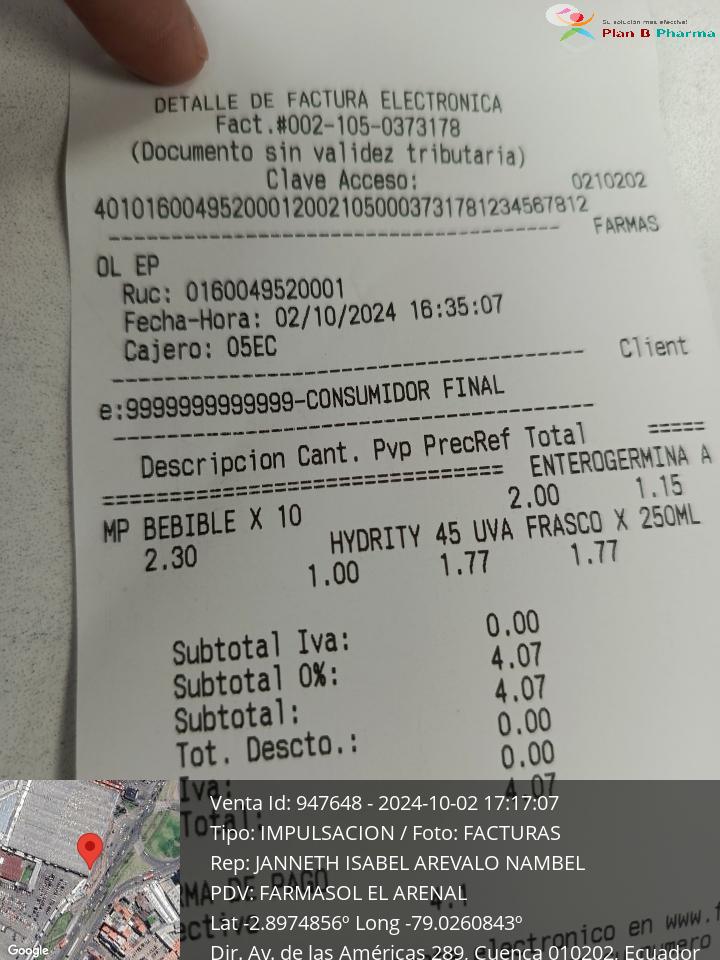 Su solución mas efectiva!
Plan B Pharma
DETALLE DE FACTURA ELECTRONICA
Fact.#002-105-0373178
(Documento sin validez tributaria)
Clave Acceso: 0210202
401016004952000120021050003731781234567812
FARMAS
OL EP
Ruc: 0160049520001
Fecha-Hora: 02/10/2024 16:35:07
Cajero: 05EC
Client
e:9999999999999-CONSUMIDOR FINAL
Descripcion Cant. Pvp PrecRef Total
ENTEROGERMINA A
MP BEBIBLE X 10 2.00 1.15
2.30 HYDRITY 45 UVA FRASCO X 250ML
1.00 1.77 1.77
Subtotal Iva: 0.00
Subtotal 0%: 4.07
Subtotal: 4.07
Tot. Descto.: 0.00
Iva: 0.00
Total: 4.07
Venta Id: 947648 - 2024-10-02 17:17:07
Tipo: IMPULSACION / Foto: FACTURAS
Rep: JANNETH ISABEL AREVALO NAMBEL
PDV: FARMASOL EL ARENAL
Lat -2.8974856º Long -79.0260843º
Dir. Av. de las Américas 289, Cuenca 010202, Ecuador
Google